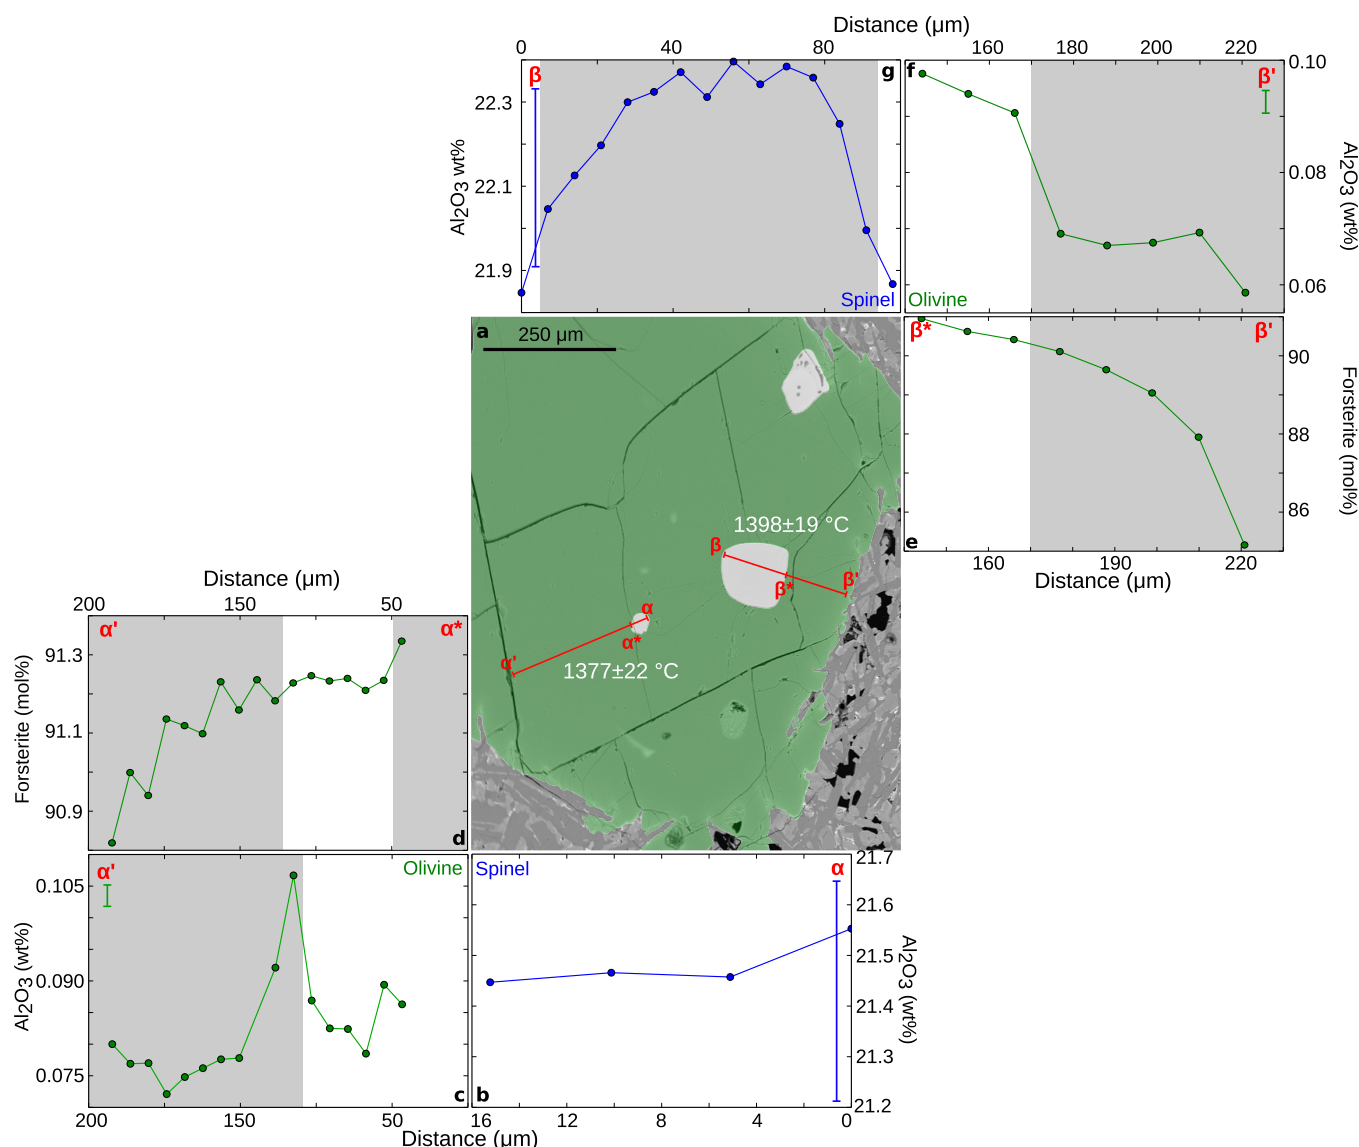 Distance (μm)
0 40 80
160 180 200 220
β
g
22.3
22.1
21.9
Al2O3 wt%
Spinel
f
β'
0.10
0.08
0.06
Al2O3 (wt%)
Olivine
a
250 μm
1398±19 °C
β
β*
β'
α
α*
α'
1377±22 °C
β*
β'
90
88
86
Forsterite (mol%)
e
160 190 220
Distance (μm)
Distance (μm)
200 150 50
α'
α*
91.3
91.1
90.9
Forsterite (mol%)
d
α'
Olivine
0.105
0.090
0.075
Al2O3 (wt%)
c
200 150 50
Spinel
α
21.7
21.6
21.5
21.4
21.3
21.2
Al2O3 (wt%)
b
16 12 8 4 0
Distance (μm)